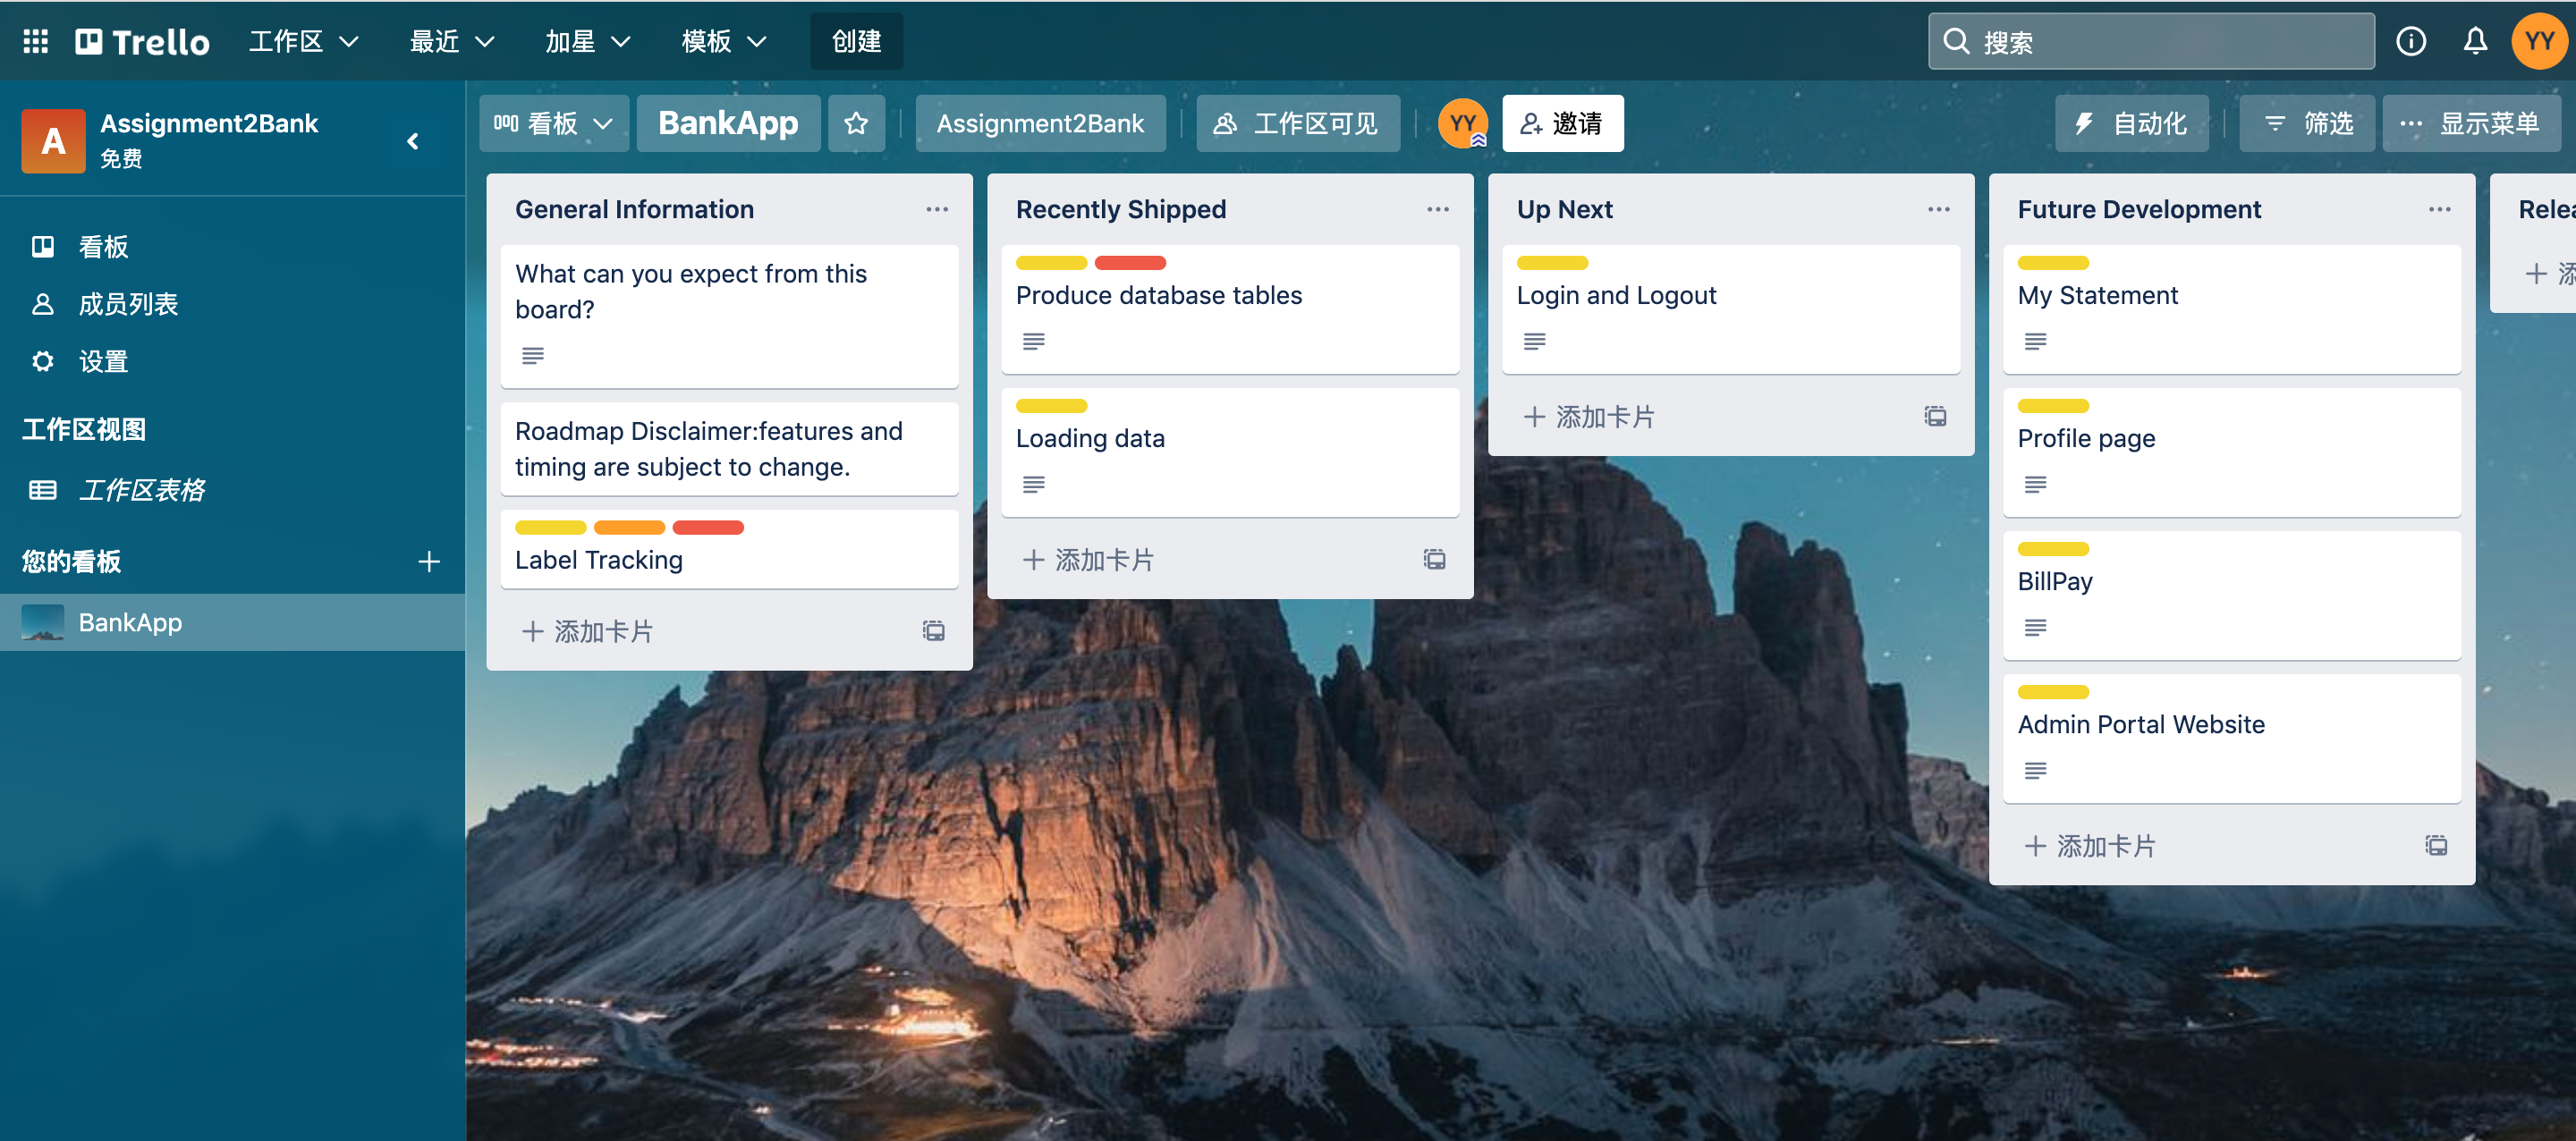 Trello
工作区
最近
加星
模板
创建
搜索
YY
A
Assignment2Bank
免费
看板
BankApp
Assignment2Bank
工作区可见
YY
邀请
自动化
筛选
显示菜单
看板
成员列表
设置
工作区视图
工作区表格
您的看板
BankApp
General Information
What can you expect from this
board?
Roadmap Disclaimer:features and
timing are subject to change.
Label Tracking
添加卡片
Recently Shipped
Produce database tables
Loading data
添加卡片
Up Next
Login and Logout
添加卡片
Future Development
My Statement
Profile page
BillPay
Admin Portal Website
添加卡片